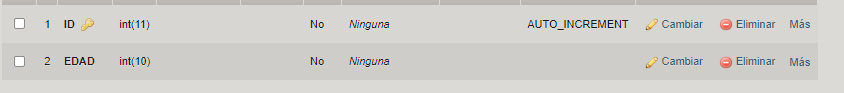 1 ID int(11) No Ninguna AUTO_INCREMENT Cambiar Eliminar Más
2 EDAD int(10) No Ninguna Cambiar Eliminar Más